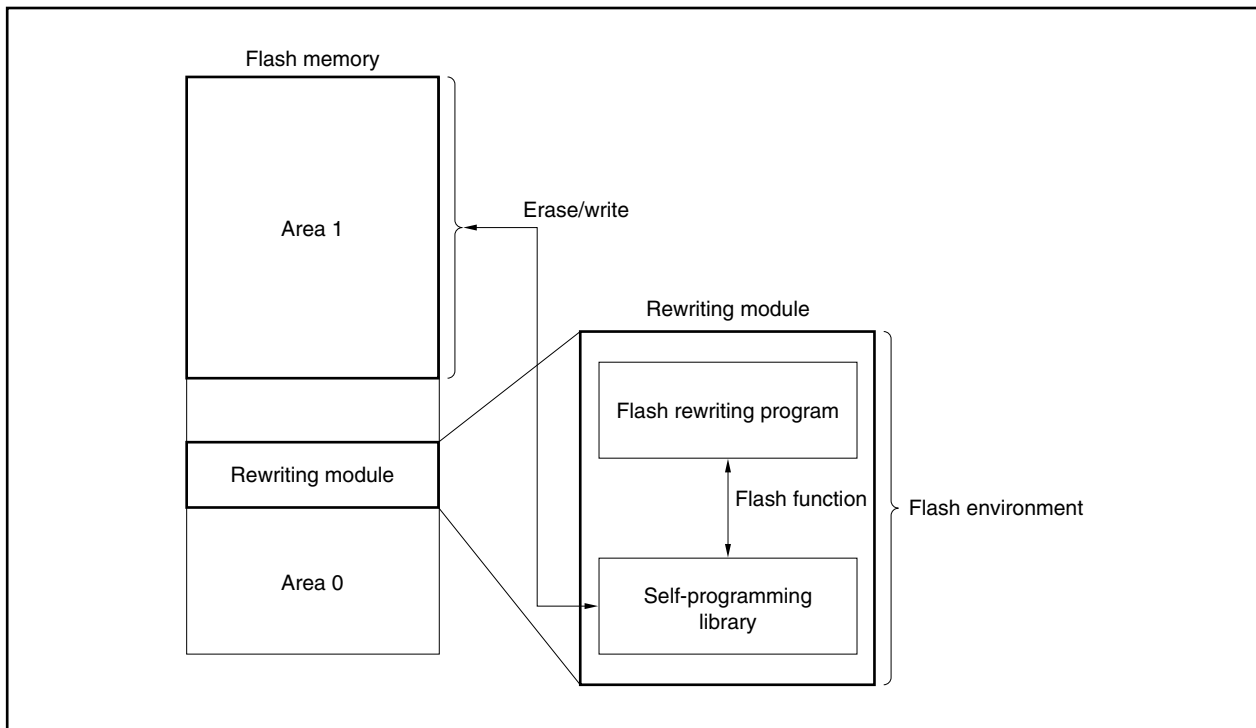 Flash memory
Area 1
Erase/write
Rewriting module
Flash rewriting program
Rewriting module
Flash function
Flash environment
Area 0
Self-programming
library